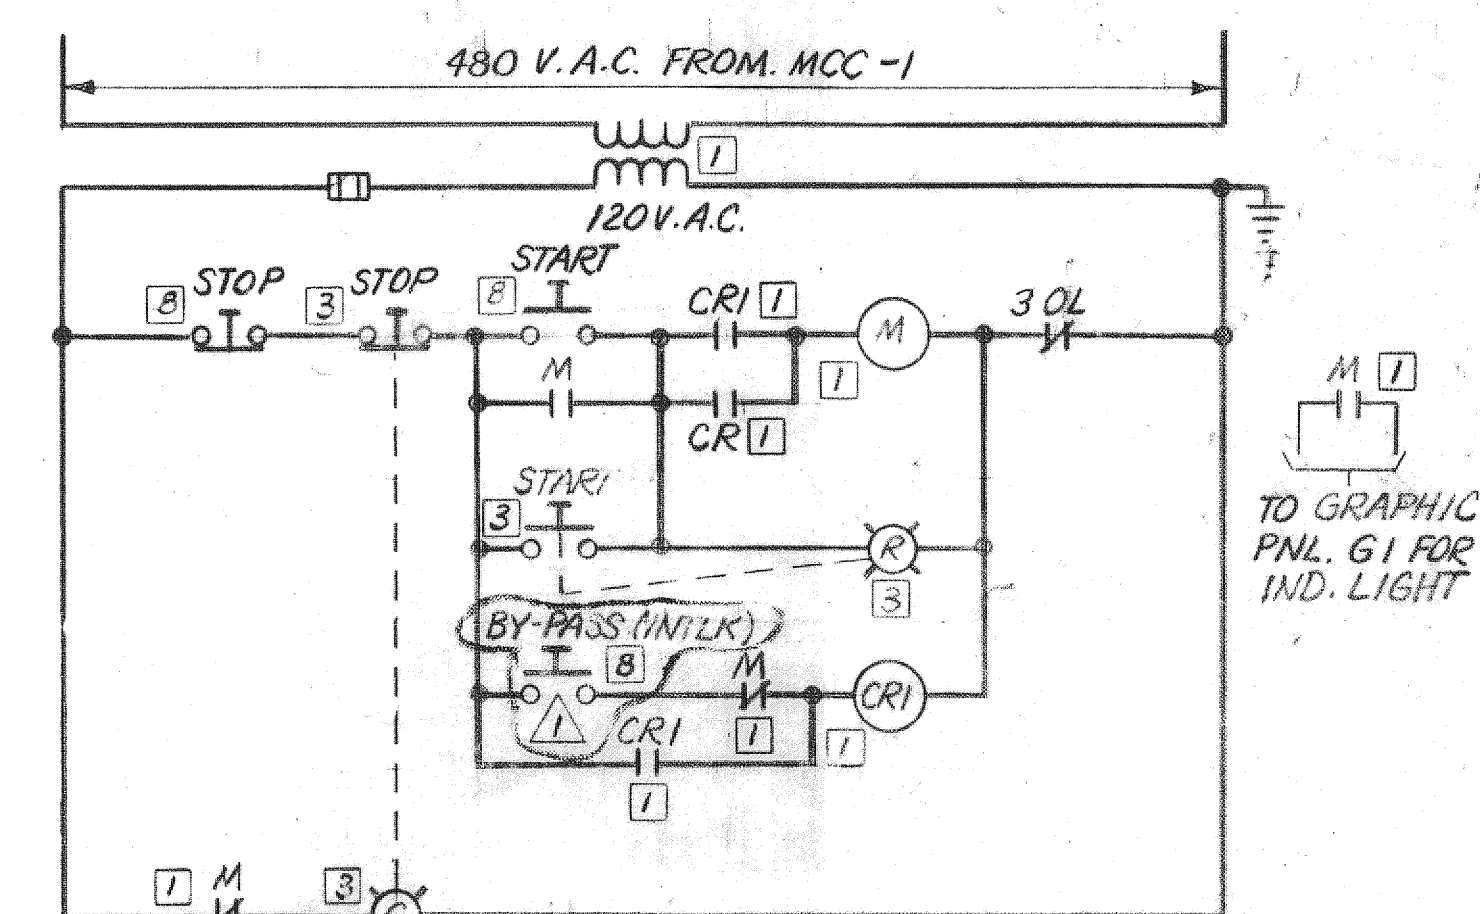 480 V.A.C. FROM. MCC-1
1
120 V.A.C.
START
STOP
STOP
8
3
8
CR1
1
3 OL
M
M
1
M
1
CR
1
START
3
R
3
TO GRAPHIC
PNL. G1 FOR
IND. LIGHT
BY-PASS (INTLK)
8
M
CR1
1
CR1
1
1
1
1
M
3